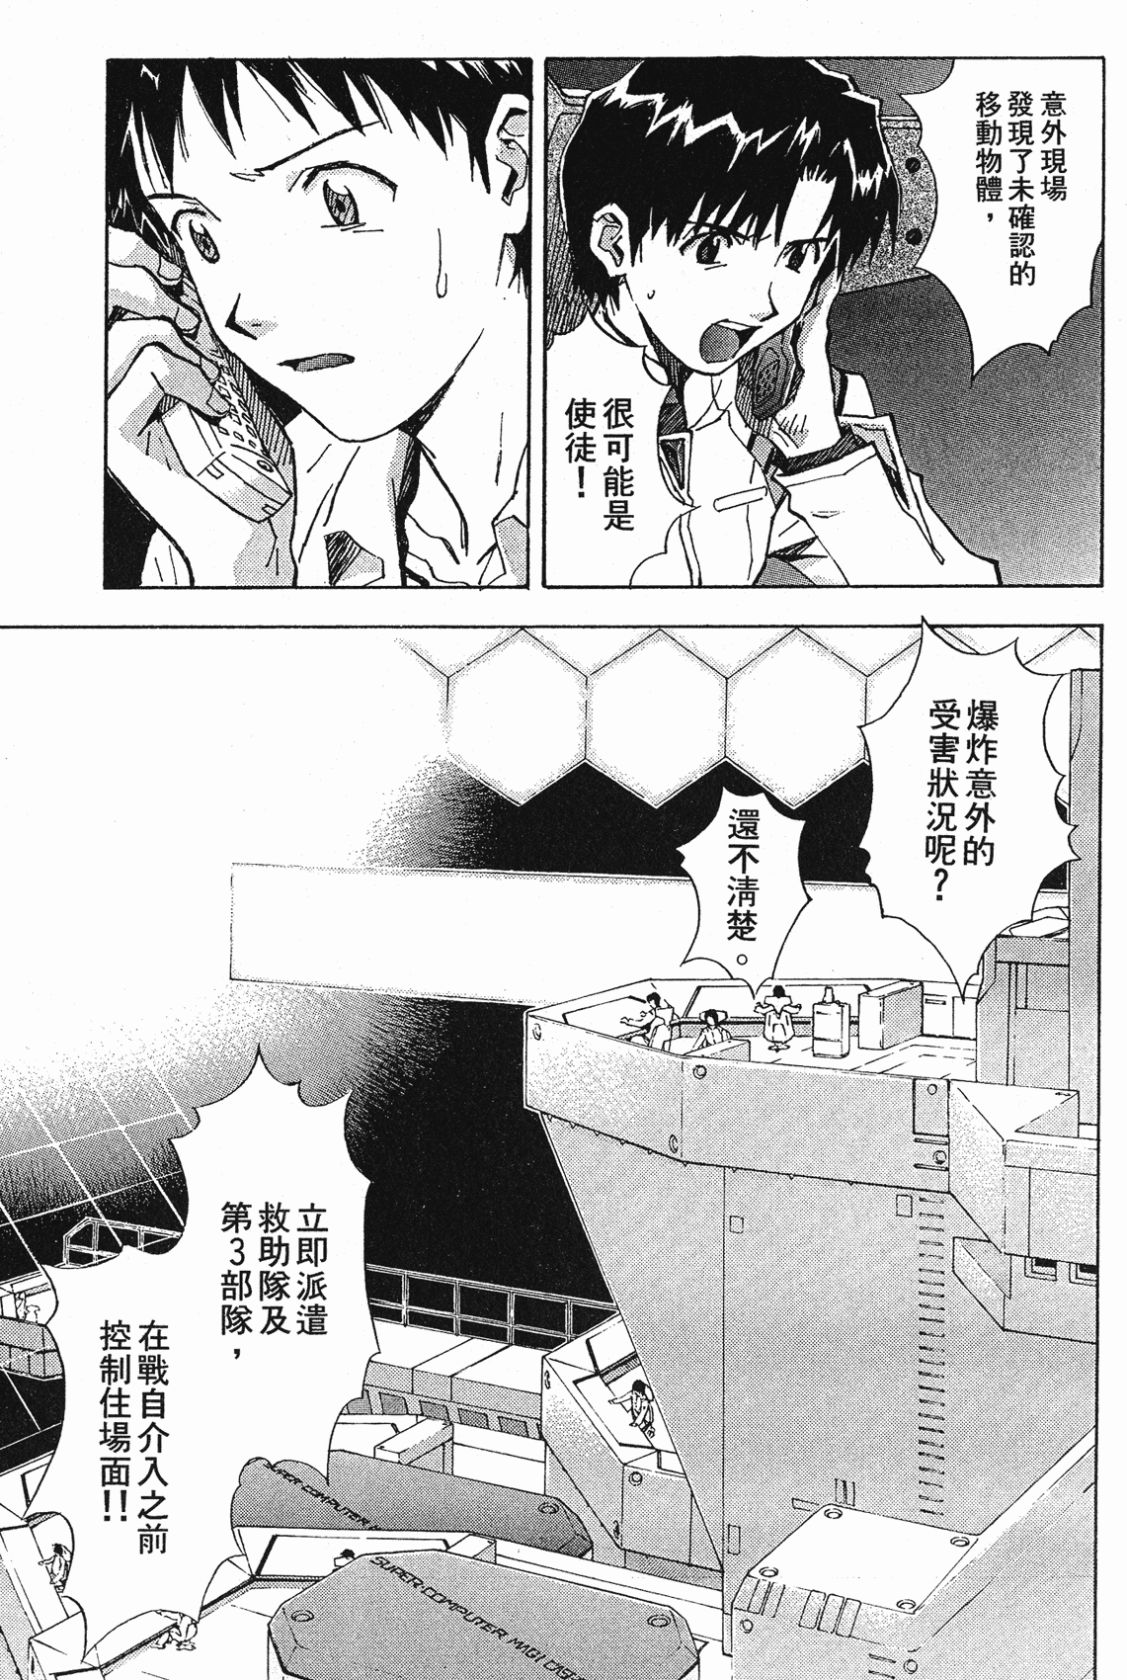 意外現場
發現了未確認的
移動物體，
很可能是
使徒！
爆炸意外的
受害狀況呢？
還不清楚。
立即派遣
救助隊及
第3部隊，
在戰自介入之前
控制住場面!!
SUPER COMPUTER
SUPER-COMPUTER MAGI CASP